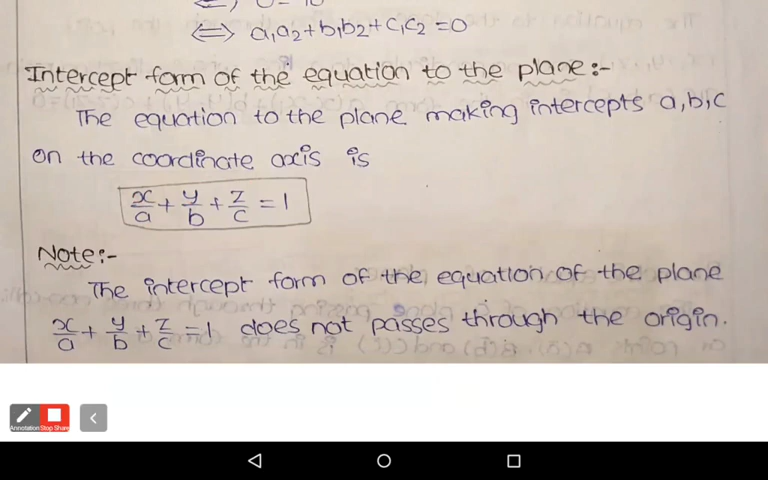 ⟺ a₁a₂+b₁b₂+c₁c₂=0
Intercept form of the equation to the plane:-
The equation to the plane making intercepts a,b,c
on the coordinate axis is
x/a + y/b + z/c = 1
Note:-
The intercept form of the equation of the plane
x/a + y/b + z/c = 1 does not passes through the origin.
Annotation Stop Share